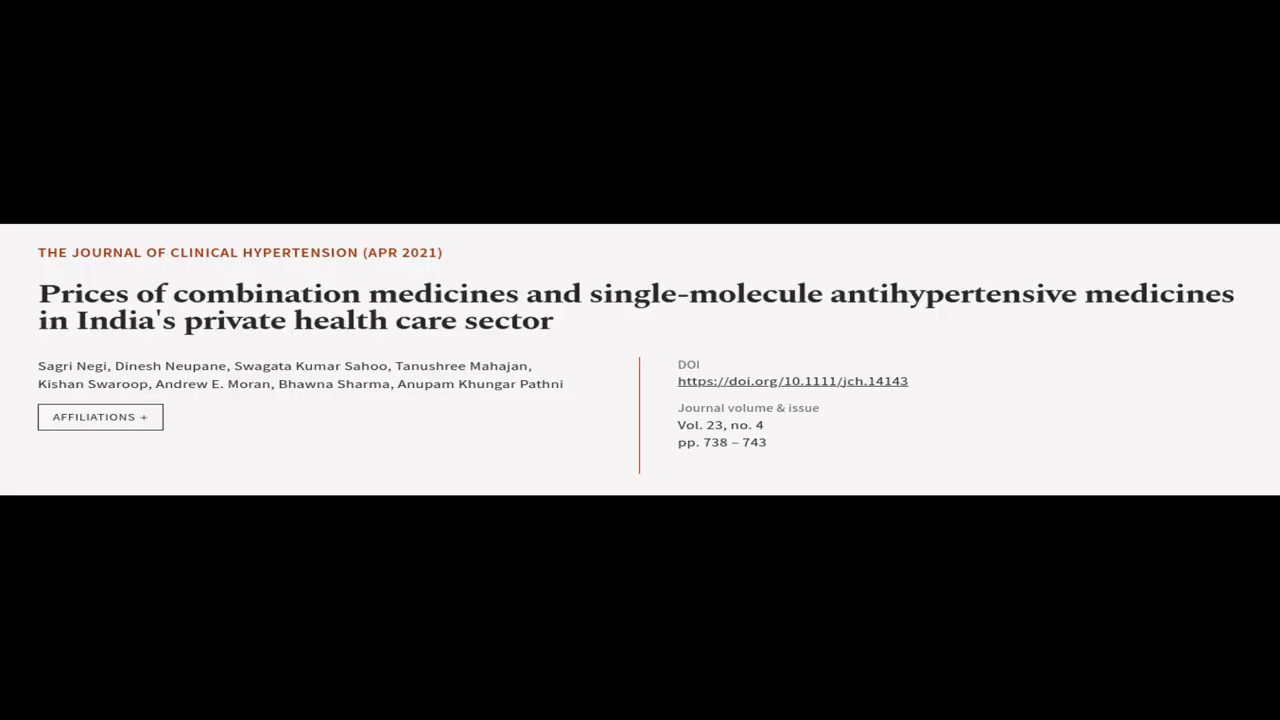 THE JOURNAL OF CLINICAL HYPERTENSION (APR 2021)
Prices of combination medicines and single-molecule antihypertensive medicines
in India's private health care sector
Sagri Negi, Dinesh Neupane, Swagata Kumar Sahoo, Tanushree Mahajan,
Kishan Swaroop, Andrew E. Moran, Bhawna Sharma, Anupam Khungar Pathni
AFFILIATIONS +
DOI
https://doi.org/10.1111/jch.14143
Journal volume & issue
Vol. 23, no. 4
pp. 738 – 743